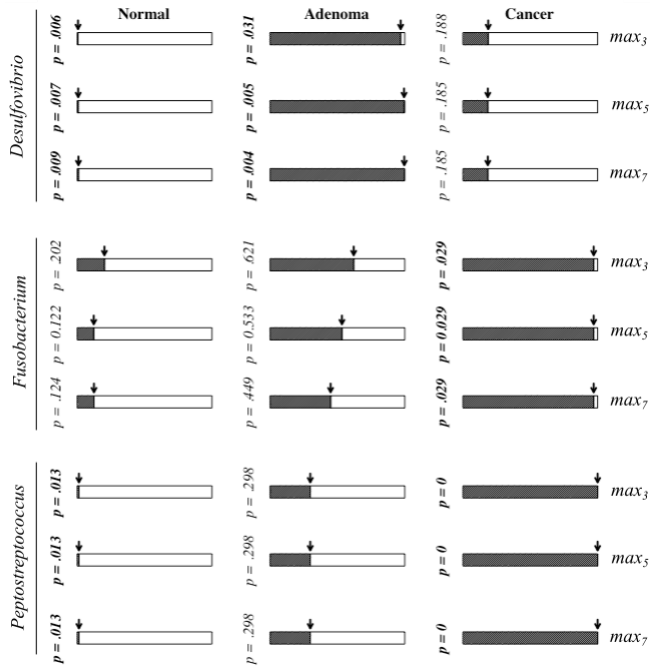 Normal Adenoma Cancer
Desulfovibrio
p = .006 p = .031 p = .188 max3
p = .007 p = .005 p = .185 max5
p = .009 p = .004 p = .185 max7
Fusobacterium
p = .202 p = .621 p = .029 max3
p = 0.122 p = 0.533 p = 0.029 max5
p = .124 p = .449 p = .029 max7
Peptostreptococcus
p = .013 p = .298 p = 0 max3
p = .013 p = .298 p = 0 max5
p = .013 p = .298 p = 0 max7